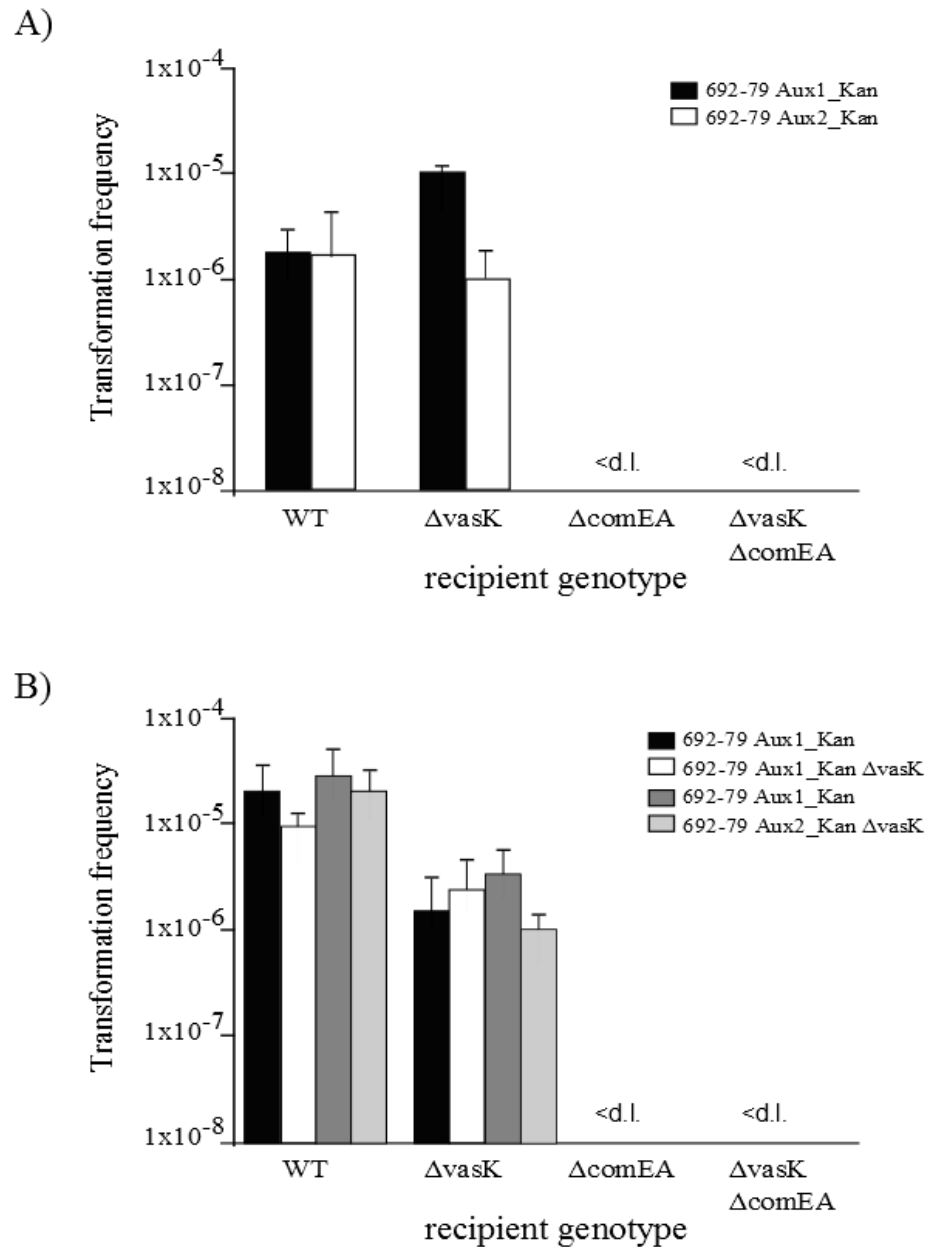 A)
1x10⁻⁴
1x10⁻⁵
1x10⁻⁶
1x10⁻⁷
1x10⁻⁸
Transformation frequency
692-79 Aux1_Kan
692-79 Aux2_Kan
<d.l.
<d.l.
WT
ΔvasK
ΔcomEA
ΔvasK
ΔcomEA
recipient genotype
B)
1x10⁻⁴
1x10⁻⁵
1x10⁻⁶
1x10⁻⁷
1x10⁻⁸
Transformation frequency
692-79 Aux1_Kan
692-79 Aux1_Kan ΔvasK
692-79 Aux1_Kan
692-79 Aux2_Kan ΔvasK
<d.l.
<d.l.
WT
ΔvasK
ΔcomEA
ΔvasK
ΔcomEA
recipient genotype